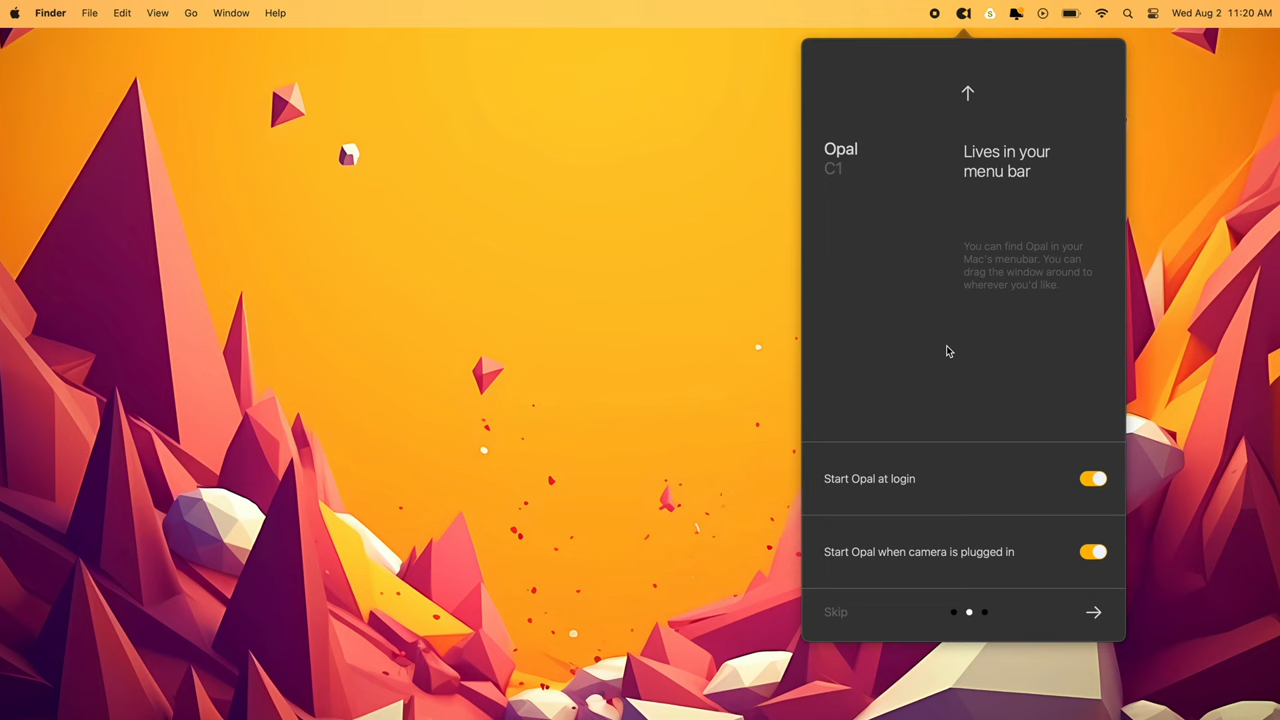 Finder File Edit View Go Window Help Wed Aug 2 11:20 AM
Opal
C1
Lives in your
menu bar
You can find Opal in your
Mac's menubar. You can
drag the window around to
wherever you'd like.
Start Opal at login
Start Opal when camera is plugged in
Skip